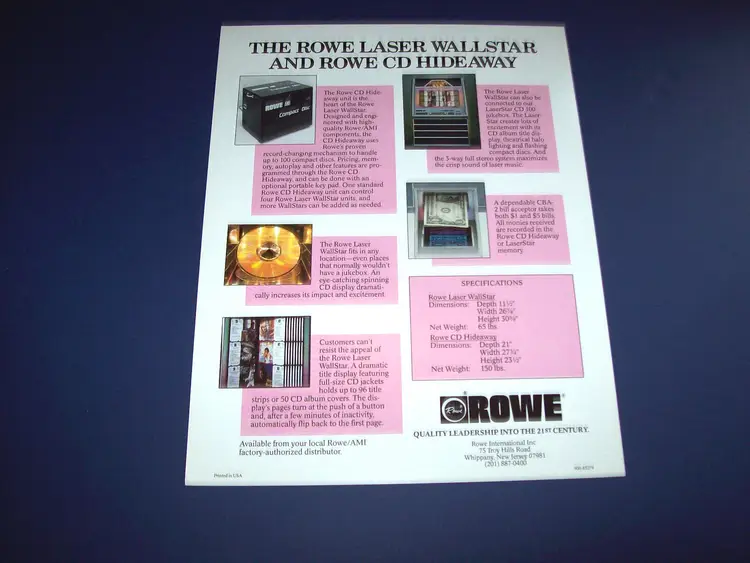 THE ROWE LASER WALLSTAR
AND ROWE CD HIDEAWAY
ROWE
Compact Disc
The Rowe CD Hide-
away unit is the
heart of the Rowe
Laser WallStar.
Designed and engi-
neered with high-
quality Rowe/AMI
components, the
CD Hideaway uses
Rowe's proven
record-changing mechanism to handle
up to 100 compact discs. Pricing, mem-
ory, autoplay and other features are pro-
grammed through the Rowe CD
Hideaway, and can be done with an
optional portable key pad. One standard
Rowe CD Hideaway unit can control
four Rowe Laser WallStar units, and
more WallStars can be added as needed.
The Rowe Laser
WallStar fits in any
location—even places
that normally wouldn't
have a jukebox. An
eye-catching spinning
CD display dramati-
cally increases its impact and excitement.
Customers can't
resist the appeal of
the Rowe Laser
WallStar. A dramatic
title display featuring
full-size CD jackets
holds up to 96 title
strips or 50 CD album covers. The dis-
play's pages turn at the push of a button
and, after a few minutes of inactivity,
automatically flip back to the first page.
Available from your local Rowe/AMI
factory-authorized distributor.
Printed in U.S.A.
The Rowe Laser
WallStar can also be
connected to our
LaserStar CD 100
jukebox. The Laser-
Star creates lots of
excitement with its
CD album title dis-
play, theatrical halo
lighting and flashing
compact discs. And
the 3-way full stereo system maximizes
the crisp sound of laser music.
A dependable CBA-
2 bill acceptor takes
both $1 and $5 bills.
All monies received
are recorded in the
Rowe CD Hideaway
or LaserStar
memory.
SPECIFICATIONS
Rowe Laser WallStar
Dimensions: Depth 11½"
Width 26¾"
Height 30⅝"
Net Weight: 65 lbs.
Rowe CD Hideaway
Dimensions: Depth 21"
Width 27¾"
Height 23½"
Net Weight: 150 lbs.
Rowe ROWE
QUALITY LEADERSHIP INTO THE 21ST CENTURY.
Rowe International Inc
75 Troy Hills Road
Whippany, New Jersey 07981
(201) 887-0400